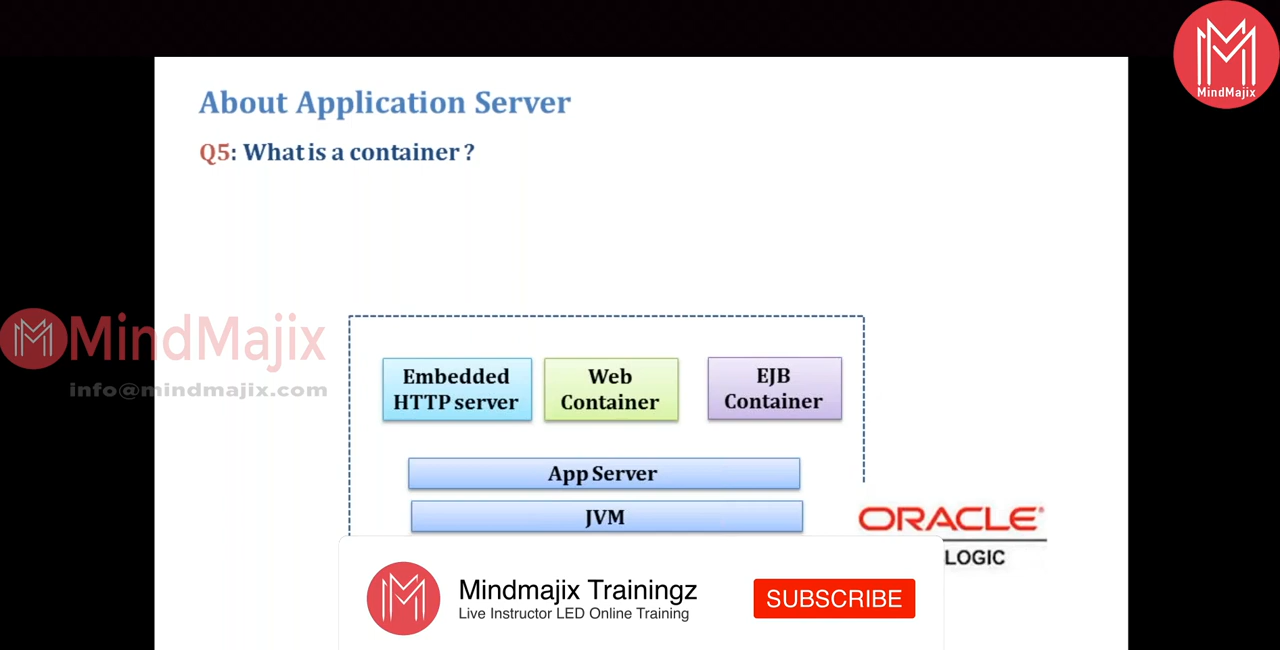 MindMajix
About Application Server
Q5: What is a container ?
MindMajix
info@mindmajix.com
Embedded
HTTP server
Web
Container
EJB
Container
App Server
JVM
ORACLE
LOGIC
Mindmajix Trainingz
Live Instructor LED Online Training
SUBSCRIBE